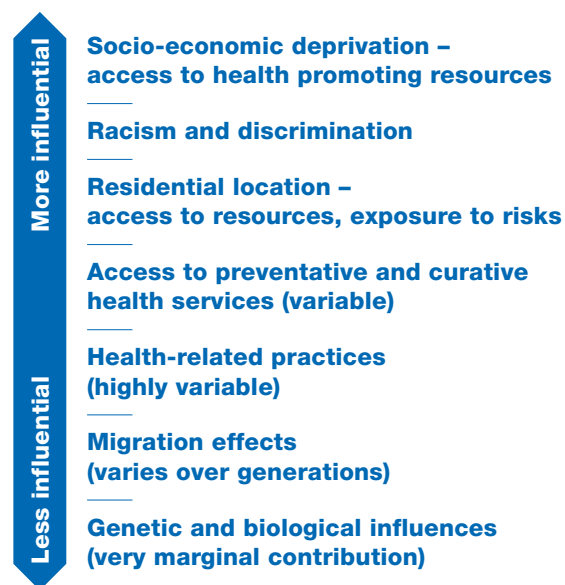 More influential
Less influential
Socio-economic deprivation –
access to health promoting resources
Racism and discrimination
Residential location –
access to resources, exposure to risks
Access to preventative and curative
health services (variable)
Health-related practices
(highly variable)
Migration effects
(varies over generations)
Genetic and biological influences
(very marginal contribution)